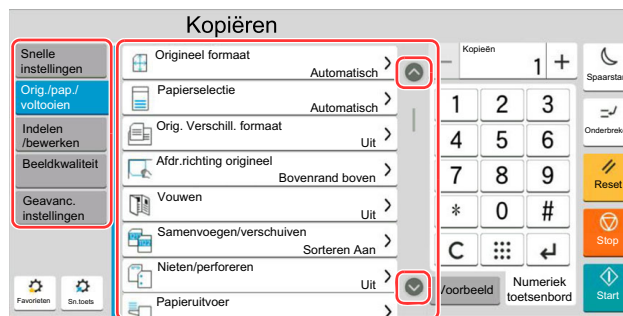 Kopiëren
Snelle
instellingen
Orig./pap./
voltooien
Indelen
/bewerken
Beeldkwaliteit
Geavanc.
instellingen
Favorieten
Sn.toets
Origineel formaat
Automatisch
Papierselectie
Automatisch
Orig. Verschill. formaat
Uit
Afdr.richting origineel
Bovenrand boven
Vouwen
Uit
Samenvoegen/verschuiven
Sorteren Aan
Nieten/perforeren
Uit
Papieruitvoer
Kopieën
− 1 +
1 2 3
4 5 6
7 8 9
* 0 #
C
Voorbeeld
Numeriek
toetsenbord
Spaarstan
Onderbreke
Reset
Stop
Start